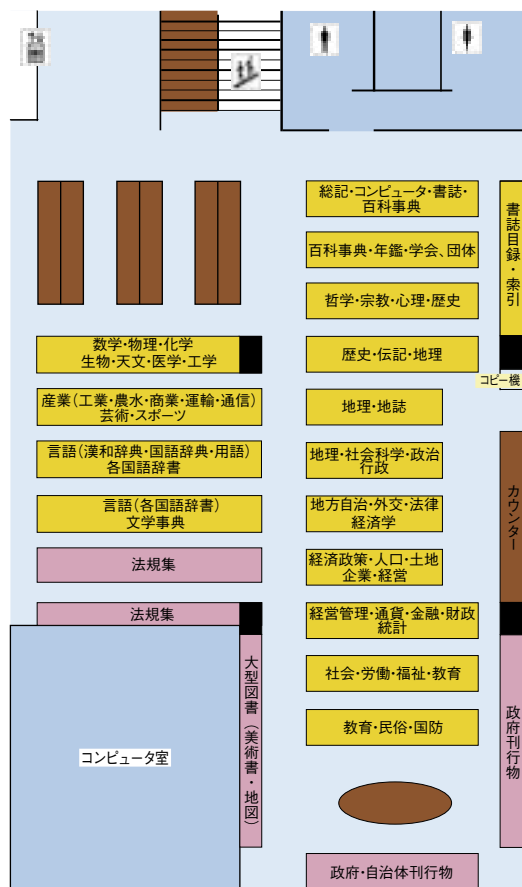 総記・コンピュータ・書誌・
百科事典
百科事典・年鑑・学会、団体
哲学・宗教・心理・歴史
歴史・伝記・地理
地理・地誌
地理・社会科学・政治
行政
地方自治・外交・法律
経済学
経済政策・人口・土地
企業・経営
経営管理・通貨・金融・財政
統計
社会・労働・福祉・教育
教育・民俗・国防
政府・自治体刊行物
書誌目録・索引
コピー機
カウンター
政府刊行物
数学・物理・化学
生物・天文・医学・工学
産業(工業・農水・商業・運輸・通信)
芸術・スポーツ
言語(漢和辞典・国語辞典・用語)
各国語辞書
言語(各国語辞書)
文学事典
法規集
法規集
大型図書(美術書・地図)
コンピュータ室